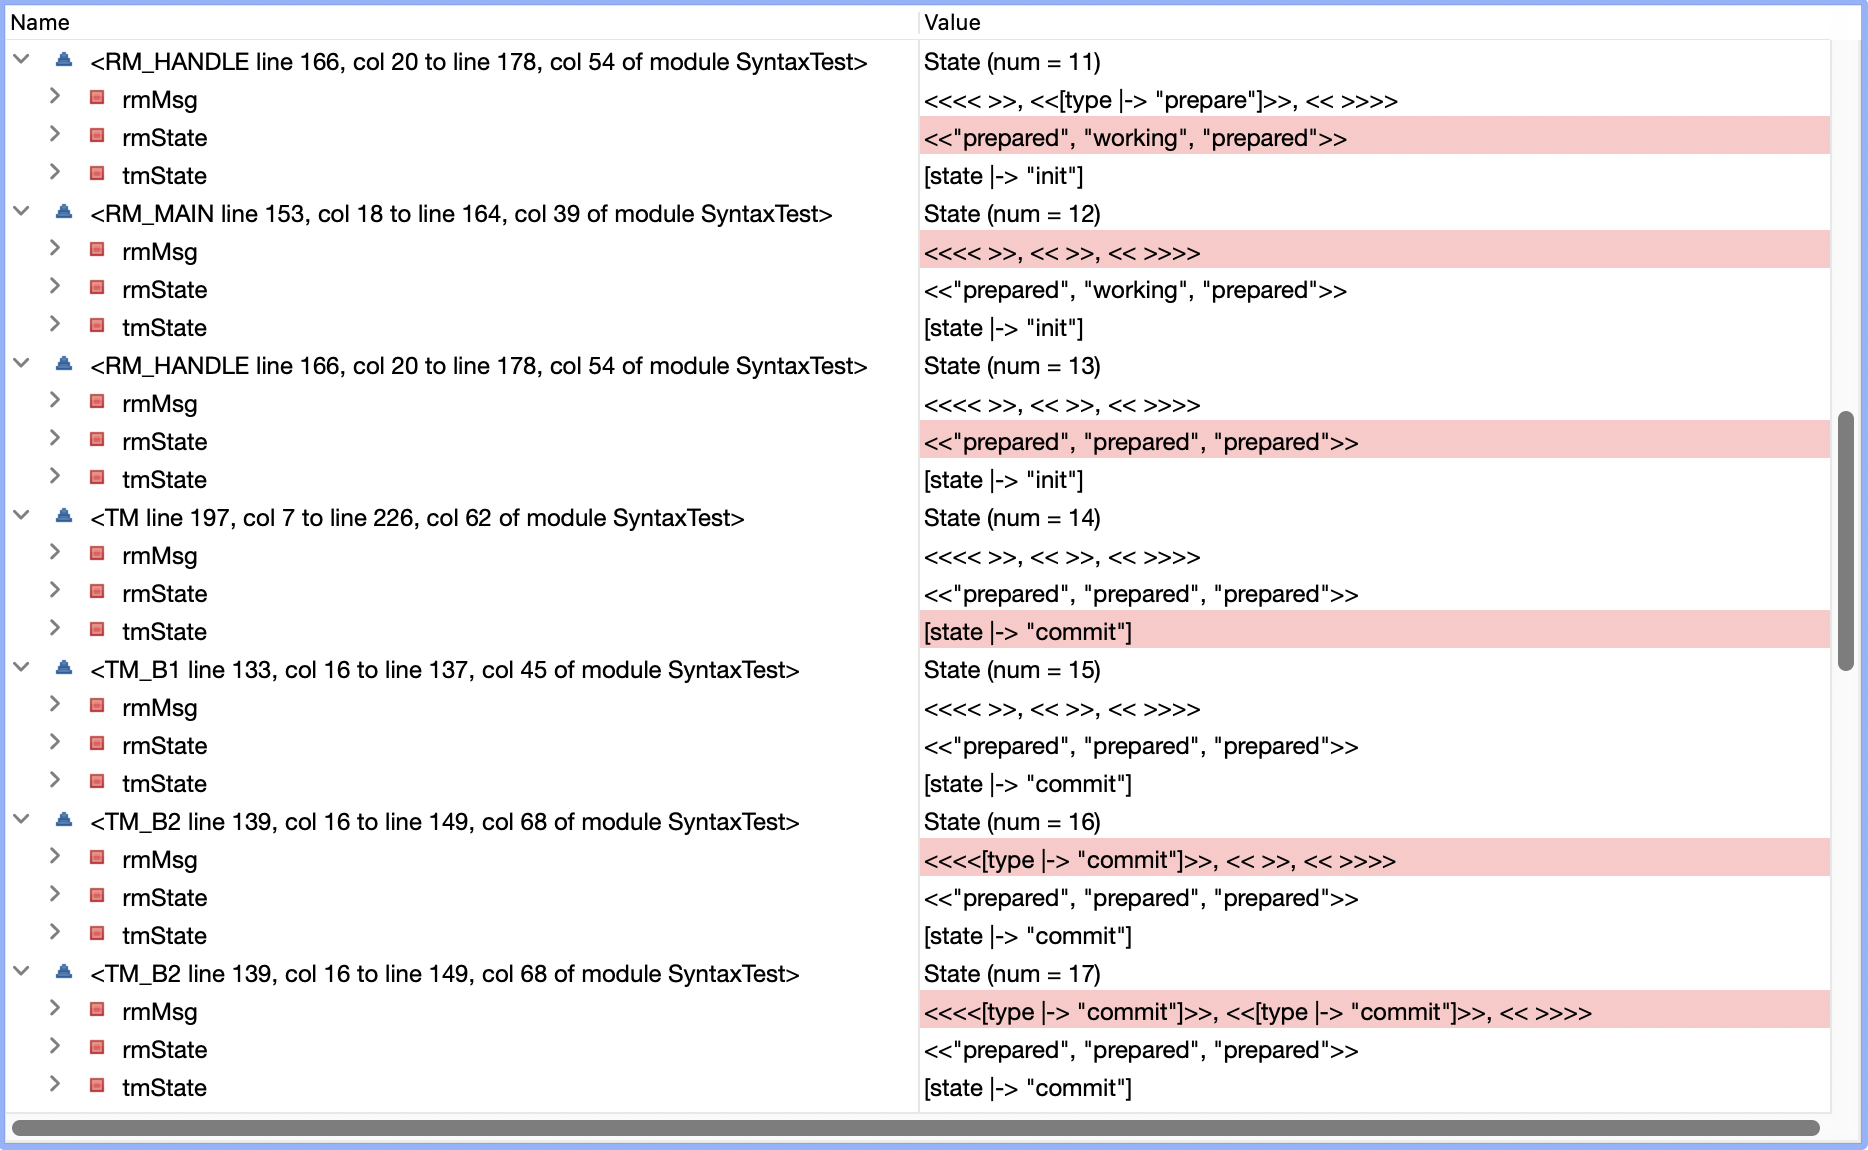 Name Value
<RM_HANDLE line 166, col 20 to line 178, col 54 of module SyntaxTest> State (num = 11)
rmMsg <<<< >>, <<[type |-> "prepare"]>>, << >>>>
rmState <<"prepared", "working", "prepared">>
tmState [state |-> "init"]
<RM_MAIN line 153, col 18 to line 164, col 39 of module SyntaxTest> State (num = 12)
rmMsg <<<< >>, << >>, << >>>>
rmState <<"prepared", "working", "prepared">>
tmState [state |-> "init"]
<RM_HANDLE line 166, col 20 to line 178, col 54 of module SyntaxTest> State (num = 13)
rmMsg <<<< >>, << >>, << >>>>
rmState <<"prepared", "prepared", "prepared">>
tmState [state |-> "init"]
<TM line 197, col 7 to line 226, col 62 of module SyntaxTest> State (num = 14)
rmMsg <<<< >>, << >>, << >>>>
rmState <<"prepared", "prepared", "prepared">>
tmState [state |-> "commit"]
<TM_B1 line 133, col 16 to line 137, col 45 of module SyntaxTest> State (num = 15)
rmMsg <<<< >>, << >>, << >>>>
rmState <<"prepared", "prepared", "prepared">>
tmState [state |-> "commit"]
<TM_B2 line 139, col 16 to line 149, col 68 of module SyntaxTest> State (num = 16)
rmMsg <<<<[type |-> "commit"]>>, << >>, << >>>>
rmState <<"prepared", "prepared", "prepared">>
tmState [state |-> "commit"]
<TM_B2 line 139, col 16 to line 149, col 68 of module SyntaxTest> State (num = 17)
rmMsg <<<<[type |-> "commit"]>>, <<[type |-> "commit"]>>, << >>>>
rmState <<"prepared", "prepared", "prepared">>
tmState [state |-> "commit"]